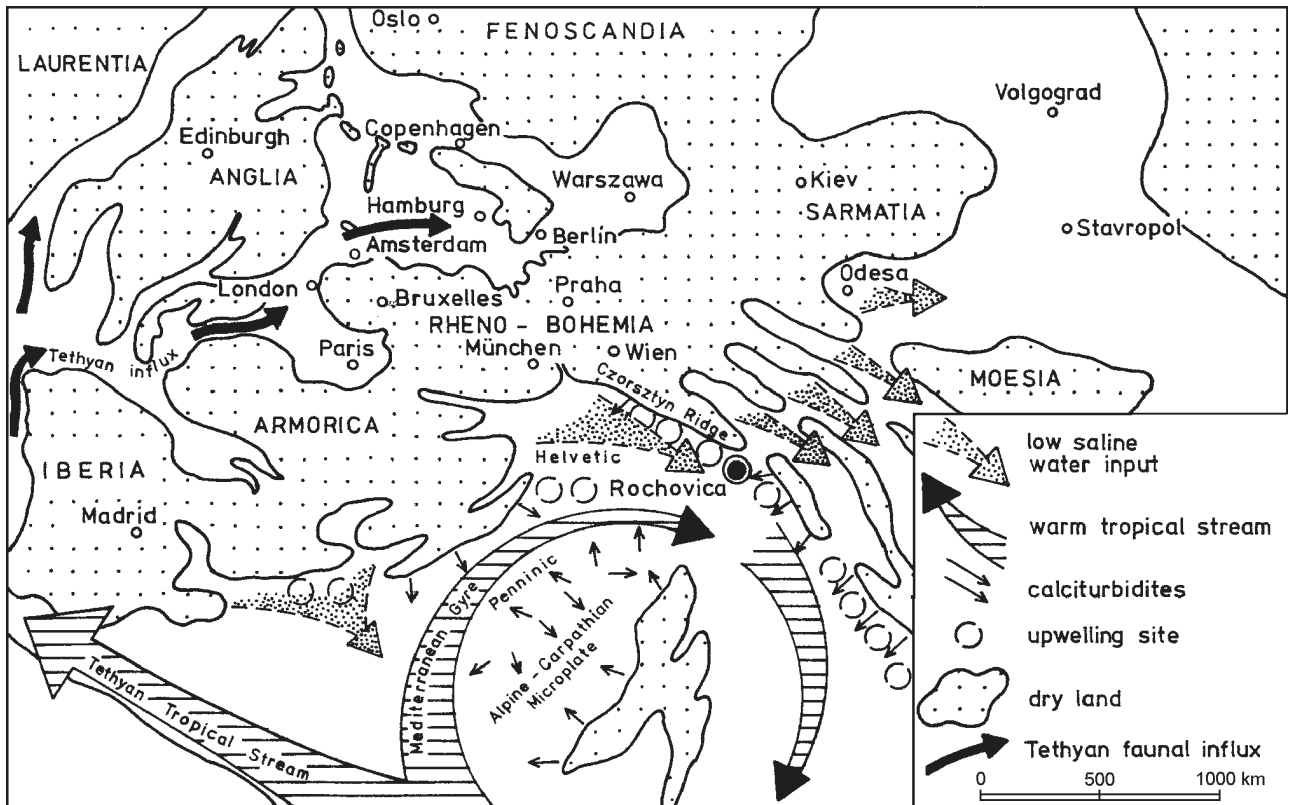 Oslo
FENOSCANDIA
LAURENTIA
Volgograd
Edinburgh
Copenhagen
ANGLIA
Warszawa
Kiev
Hamburg
SARMATIA
Stavropol
Berlín
Amsterdam
Odesa
London
Bruxelles
Praha
RHENO - BOHEMIA
Tethyan influx
Paris
München
Wien
Czorsztyn Ridge
MOESIA
ARMORICA
IBERIA
Helvetic
Rochovica
Madrid
Penninic
Mediterranean Gyre
Alpine-Carpathian
Microplate
Tethyan Tropical Stream
low saline
water input
warm tropical stream
calciturbidites
upwelling site
dry land
Tethyan faunal influx
0 500 1000 km